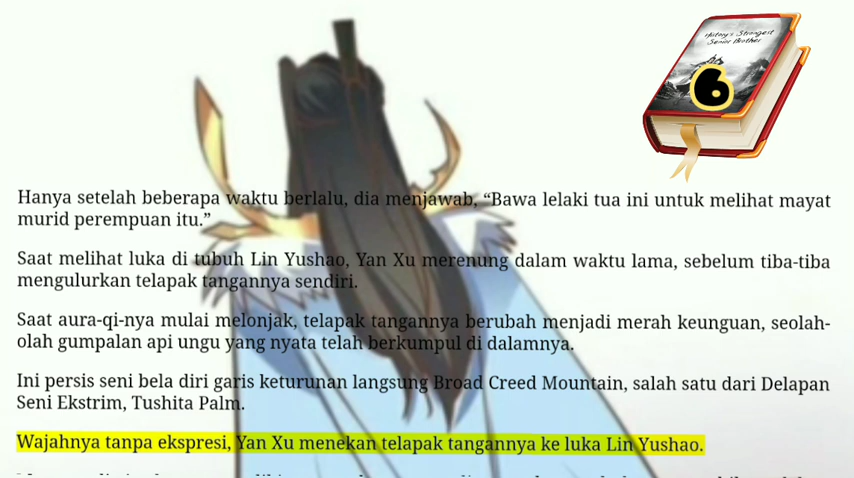 History's Strongest
Senior Brother
6
Hanya setelah beberapa waktu berlalu, dia menjawab, “Bawa lelaki tua ini untuk melihat mayat
murid perempuan itu.”
Saat melihat luka di tubuh Lin Yushao, Yan Xu merenung dalam waktu lama, sebelum tiba-tiba
mengulurkan telapak tangannya sendiri.
Saat aura-qi-nya mulai melonjak, telapak tangannya berubah menjadi merah keunguan, seolah-
olah gumpalan api ungu yang nyata telah berkumpul di dalamnya.
Ini persis seni bela diri garis keturunan langsung Broad Creed Mountain, salah satu dari Delapan
Seni Ekstrim, Tushita Palm.
Wajahnya tanpa ekspresi, Yan Xu menekan telapak tangannya ke luka Lin Yushao.